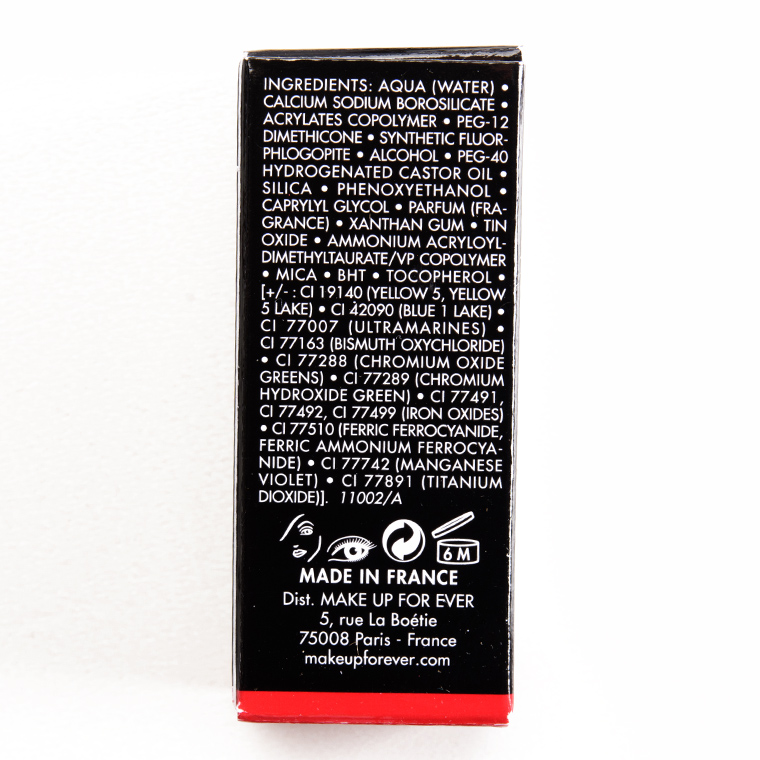 INGREDIENTS: AQUA (WATER) •
CALCIUM SODIUM BOROSILICATE •
ACRYLATES COPOLYMER • PEG-12
DIMETHICONE • SYNTHETIC FLUOR-
PHLOGOPITE • ALCOHOL • PEG-40
HYDROGENATED CASTOR OIL •
SILICA • PHENOXYETHANOL •
CAPRYLYL GLYCOL • PARFUM (FRA-
GRANCE) • XANTHAN GUM • TIN
OXIDE • AMMONIUM ACRYLOYL-
DIMETHYLTAURATE/VP COPOLYMER
• MICA • BHT • TOCOPHEROL •
[+/- : CI 19140 (YELLOW 5, YELLOW
5 LAKE) • CI 42090 (BLUE 1 LAKE) •
CI 77007 (ULTRAMARINES) •
CI 77163 (BISMUTH OXYCHLORIDE)
• CI 77288 (CHROMIUM OXIDE
GREENS) • CI 77289 (CHROMIUM
HYDROXIDE GREEN) • CI 77491,
CI 77492, CI 77499 (IRON OXIDES)
• CI 77510 (FERRIC FERROCYANIDE,
FERRIC AMMONIUM FERROCYA-
NIDE) • CI 77742 (MANGANESE
VIOLET) • CI 77891 (TITANIUM
DIOXIDE)]. 11002/A
6 M
MADE IN FRANCE
Dist. MAKE UP FOR EVER
5, rue La Boétie
75008 Paris - France
makeupforever.com